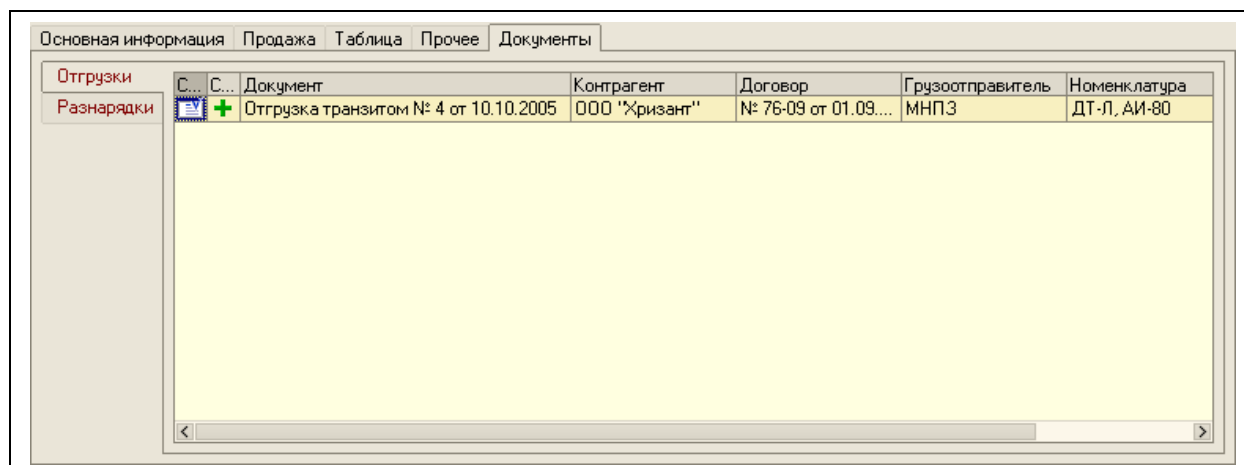 Основная информация Продажа Таблица Прочее Документы
Отгрузки
Разнарядки
С... С... Документ Контрагент Договор Грузоотправитель Номенклатура
Отгрузка транзитом № 4 от 10.10.2005 ООО "Хризант" № 76-09 от 01.09.... МНПЗ ДТ-Л, АИ-80